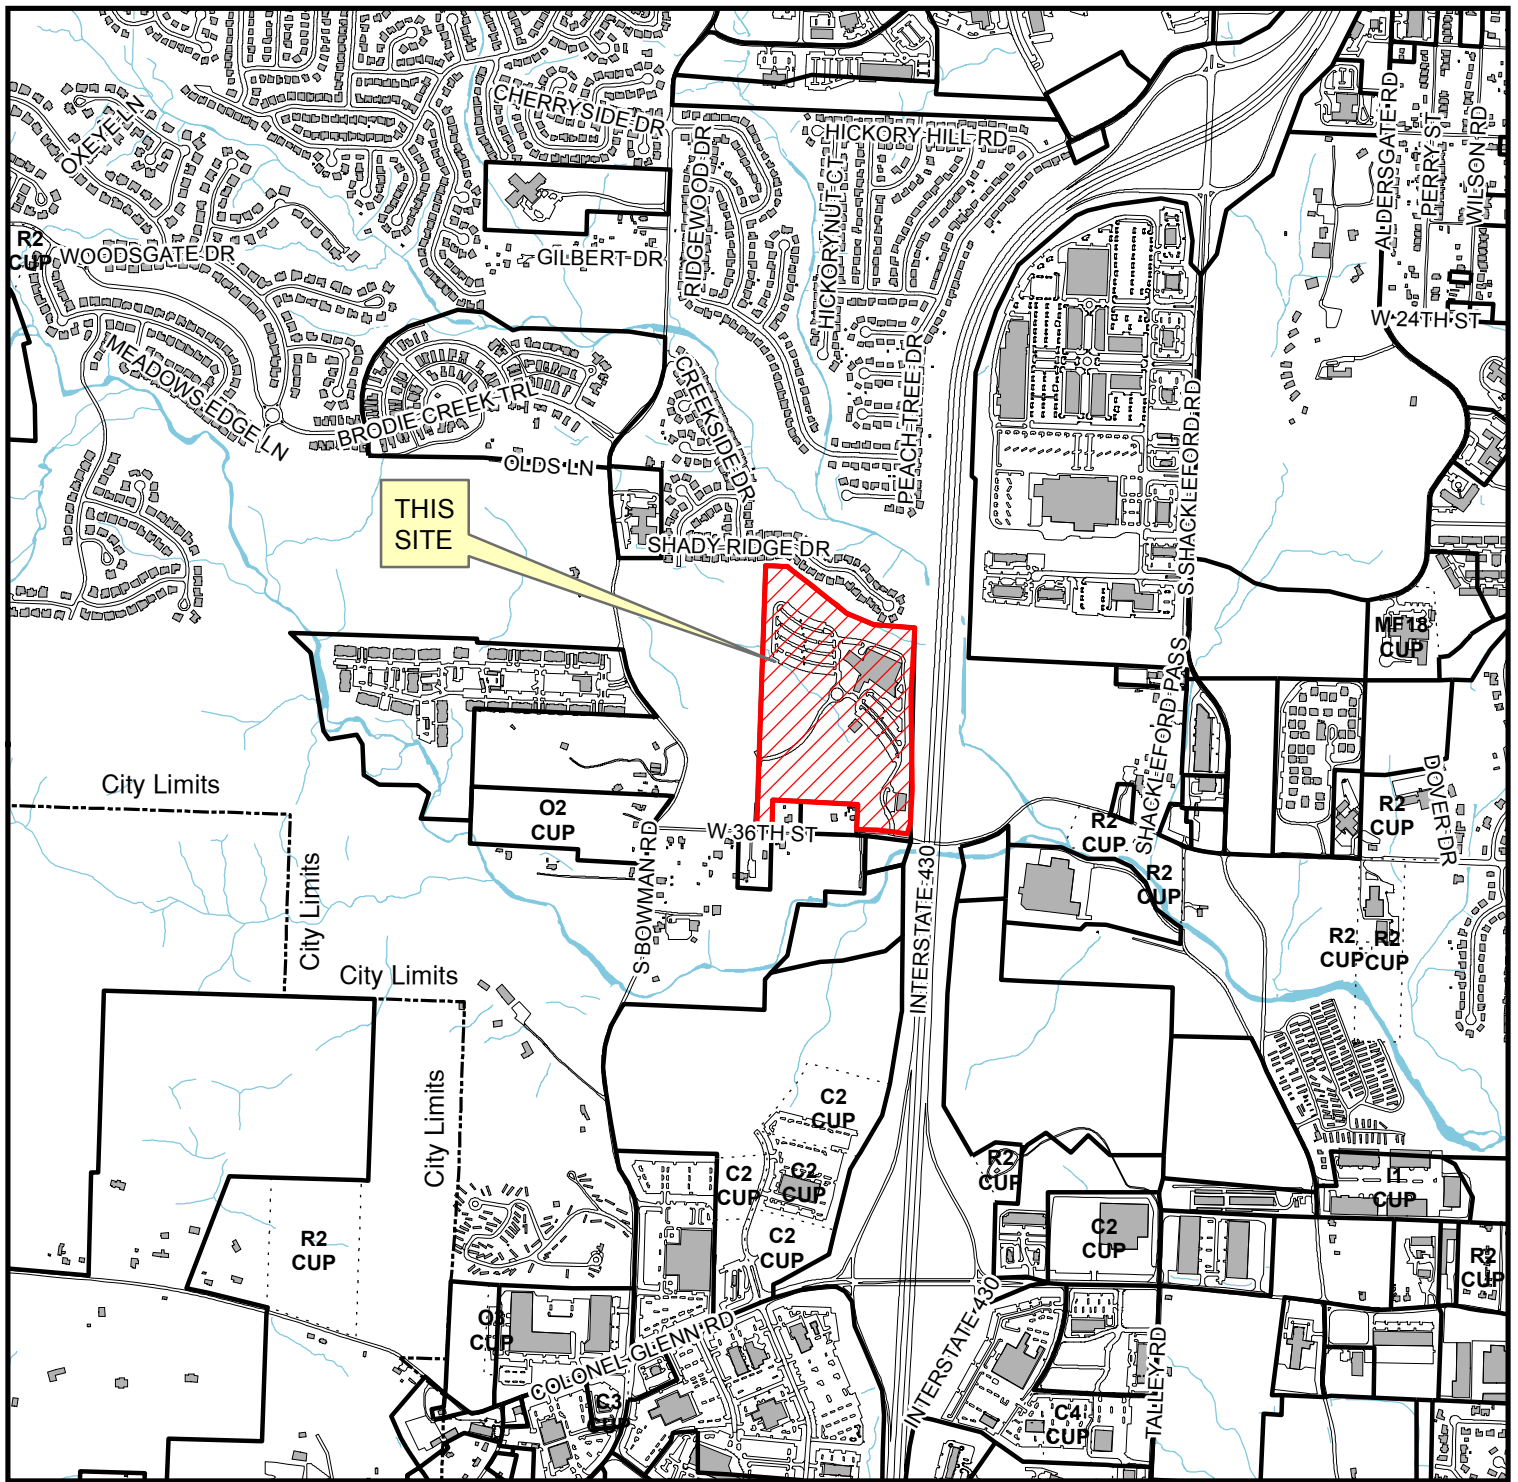 CHERRYSIDE DR
OXEYE LN
HICKORY HILL RD
ALDERSGATE RD
PERRY ST
WILSON RD
RIDGEWOOD DR
HICKORYNUT CT
R2
CUP
WOODSGATE DR
GILBERT DR
W 24TH ST
MEADOWS EDGE LN
BRODIE CREEK TRL
CREEKSIDE DR
PEACH TREE DR
OLDS LN
S SHACKLEFORD RD
THIS
SITE
SHADY RIDGE DR
MF18
CUP
SHACKLEFORD PASS
City Limits
O2
CUP
W 36TH ST
S BOWMAN RD
R2
CUP
R2
CUP
DOVER DR
R2
CUP
INTERSTATE 430
City Limits
R2
CUP
R2
CUP
City Limits
City Limits
C2
CUP
C2
CUP
C2
CUP
R2
CUP
I1
CUP
R2
CUP
C2
CUP
C2
CUP
R2
CUP
O3
CUP
COLONEL GLENN RD
INTERSTATE 430
TALLEY RD
C3
CUP
C4
CUP